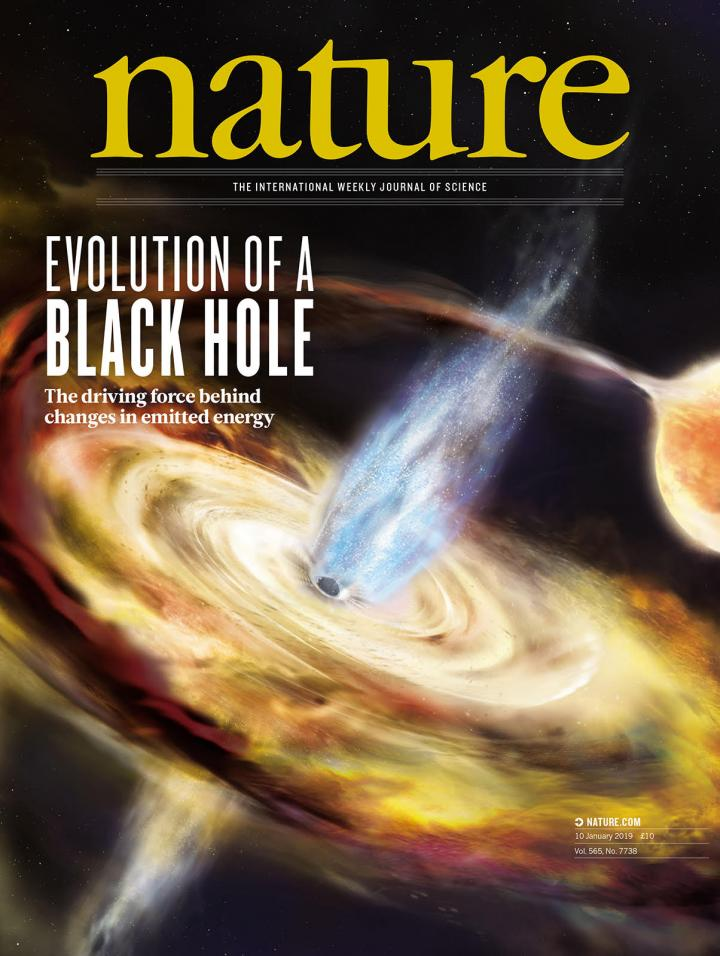 nature
THE INTERNATIONAL WEEKLY JOURNAL OF SCIENCE
EVOLUTION OF A
BLACK HOLE
The driving force behind
changes in emitted energy
NATURE.COM
10 January 2019 £10
Vol. 565, No. 7738